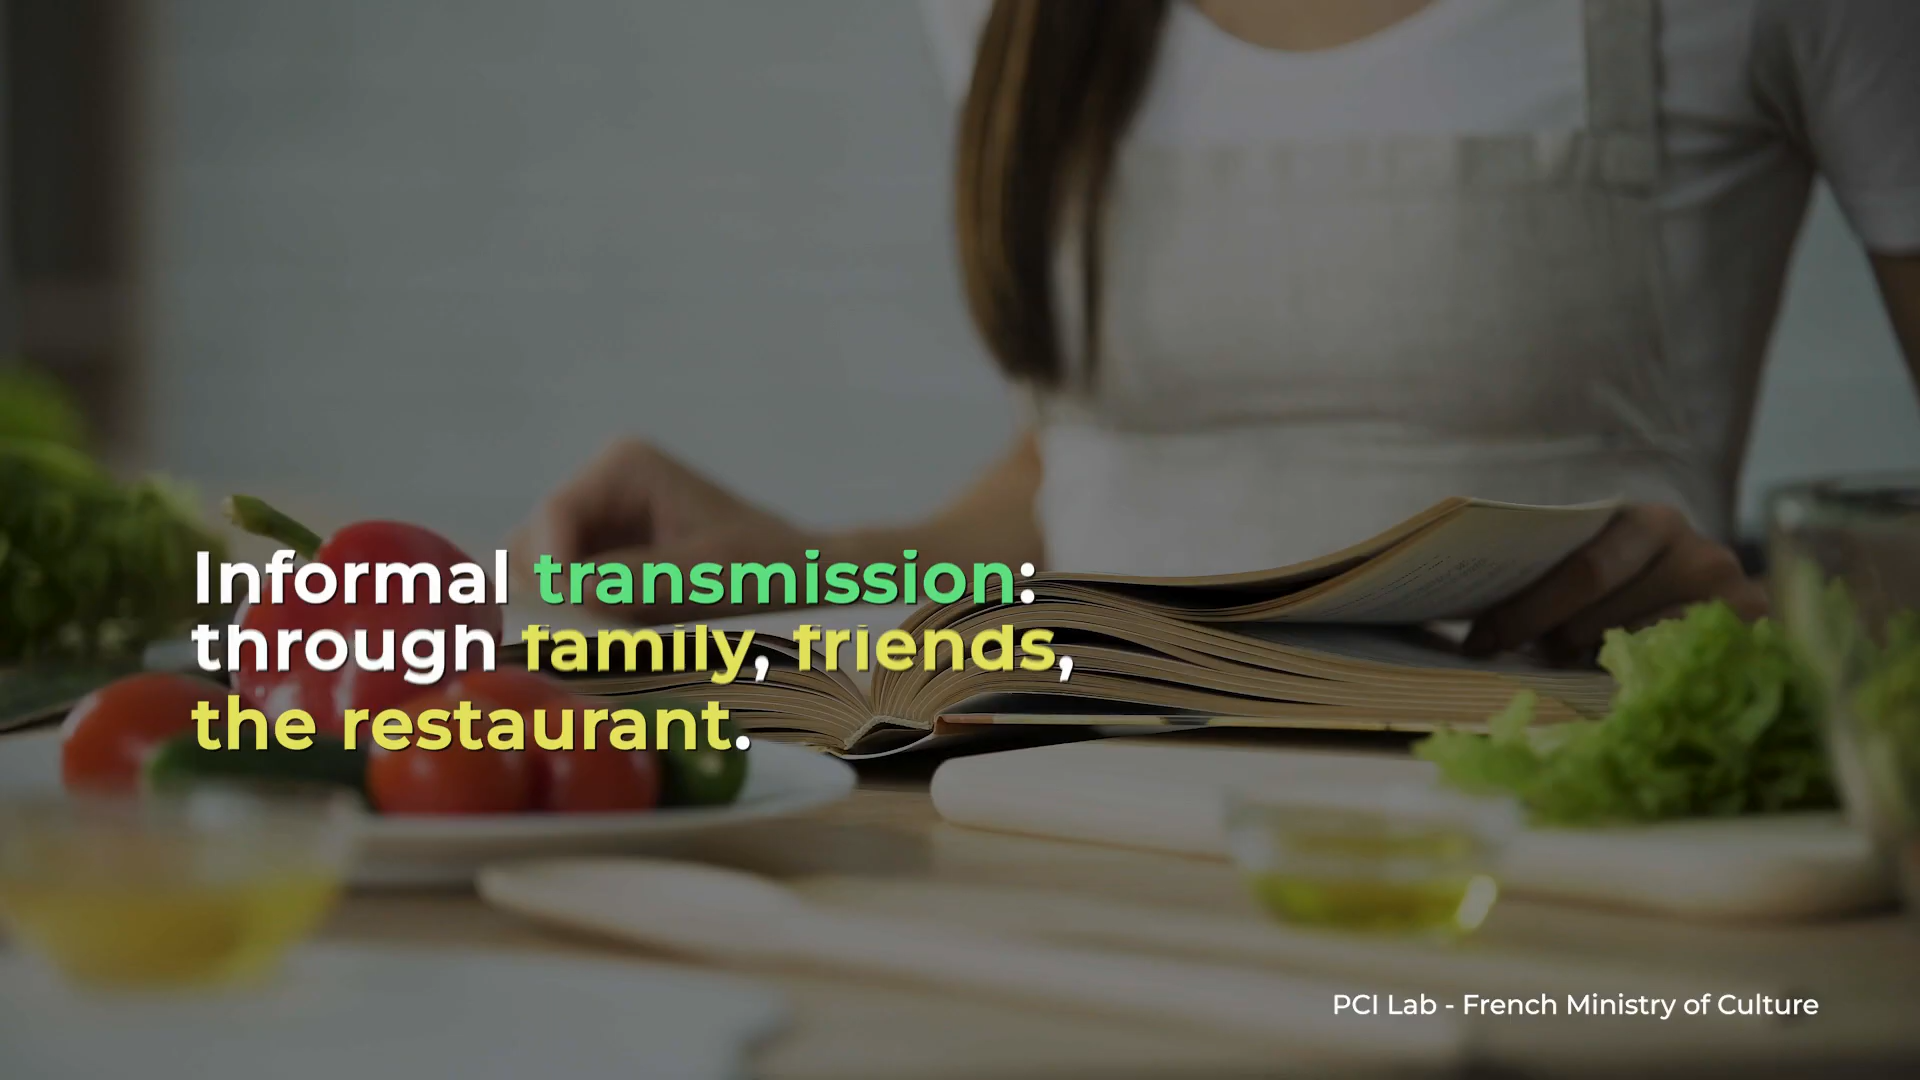 Informal transmission:
through family, friends,
the restaurant.
PCI Lab - French Ministry of Culture